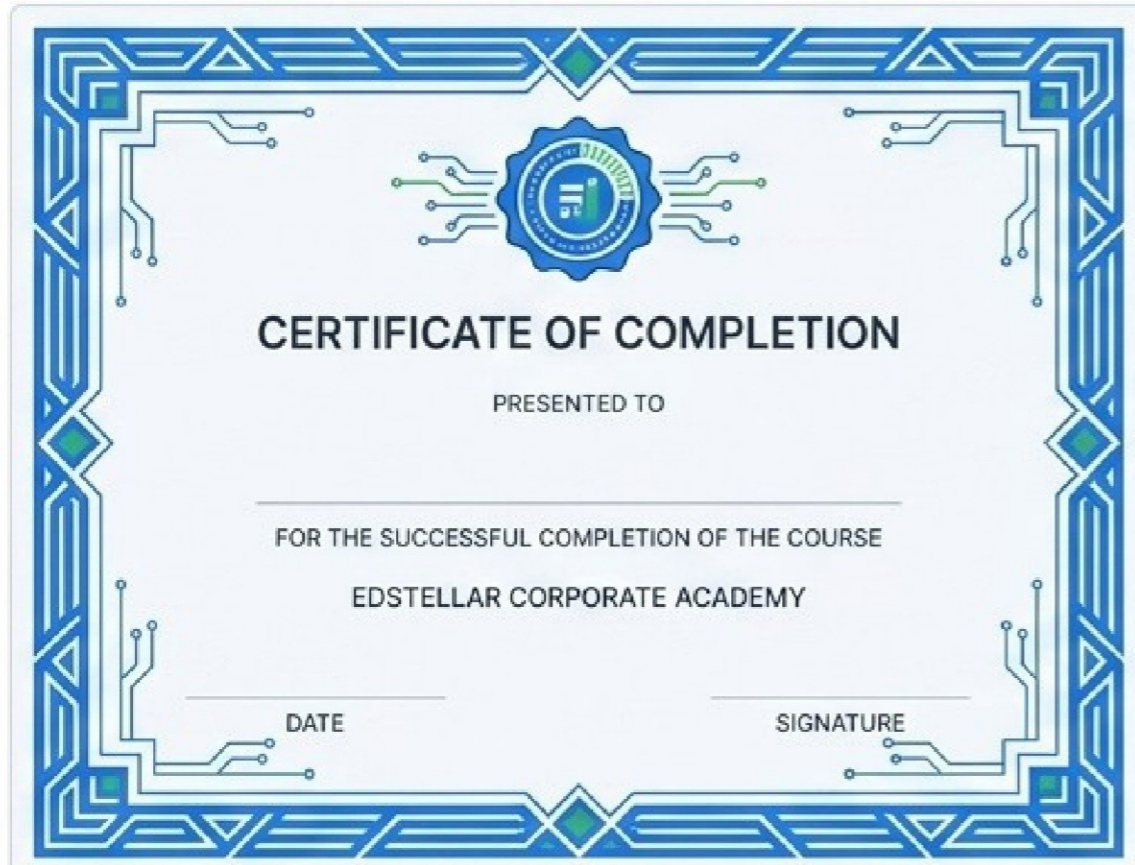 CERTIFICATE OF COMPLETION
PRESENTED TO
FOR THE SUCCESSFUL COMPLETION OF THE COURSE
EDSTELLAR CORPORATE ACADEMY
DATE
SIGNATURE